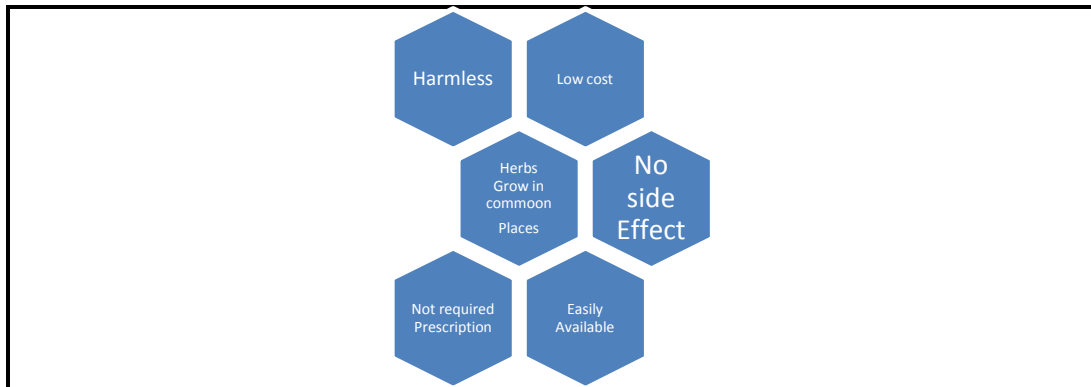 Harmless
Low cost
Herbs
Grow in
commoon
Places
No
side
Effect
Not required
Prescription
Easily
Available